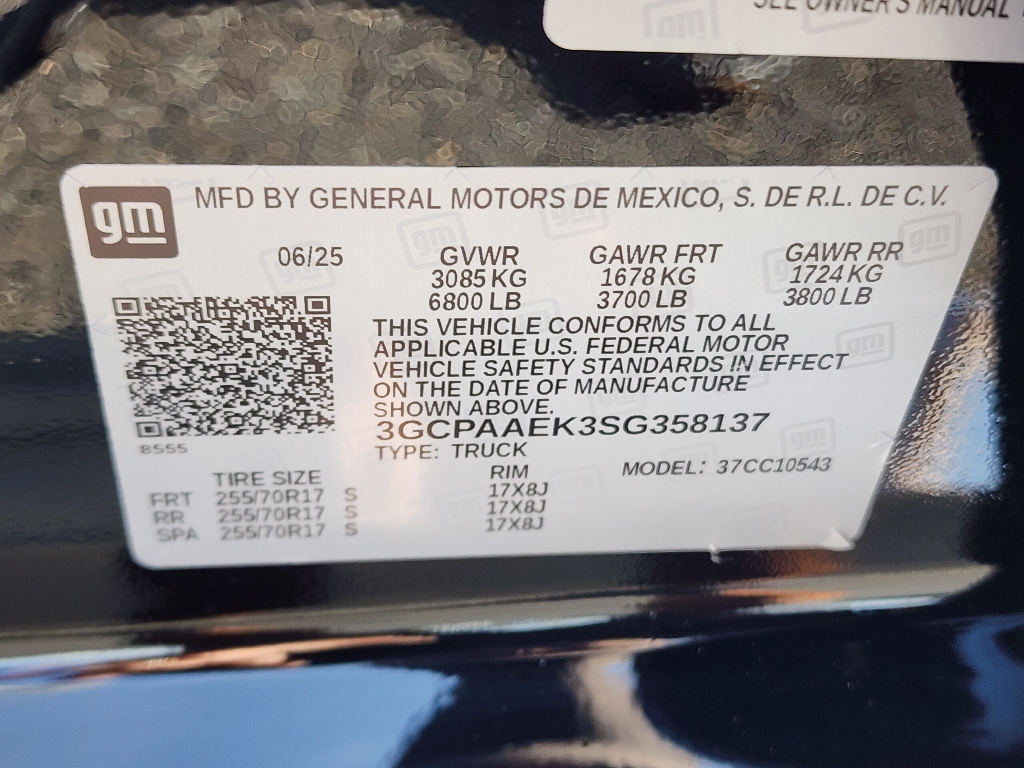 SEE OWNER'S MANUAL
gm
MFD BY GENERAL MOTORS DE MEXICO, S. DE R.L. DE C.V.
06/25 GVWR GAWR FRT GAWR RR
3085 KG 1678 KG 1724 KG
6800 LB 3700 LB 3800 LB
THIS VEHICLE CONFORMS TO ALL
APPLICABLE U.S. FEDERAL MOTOR
VEHICLE SAFETY STANDARDS IN EFFECT
ON THE DATE OF MANUFACTURE
SHOWN ABOVE.
3GCPAAEK3SG358137
8555
TYPE: TRUCK
TIRE SIZE RIM MODEL: 37CC10543
FRT 255/70R17 S 17X8J
RR 255/70R17 S 17X8J
SPA 255/70R17 S 17X8J